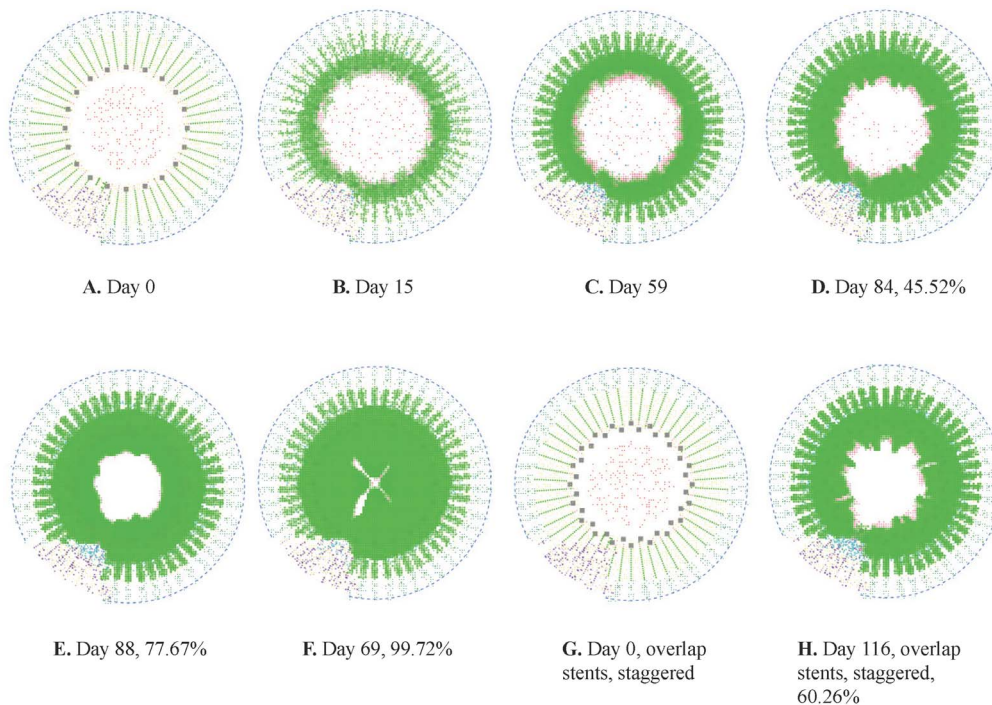 A. Day 0
B. Day 15
C. Day 59
D. Day 84, 45.52%
E. Day 88, 77.67%
F. Day 69, 99.72%
G. Day 0, overlap
stents, staggered
H. Day 116, overlap
stents, staggered,
60.26%